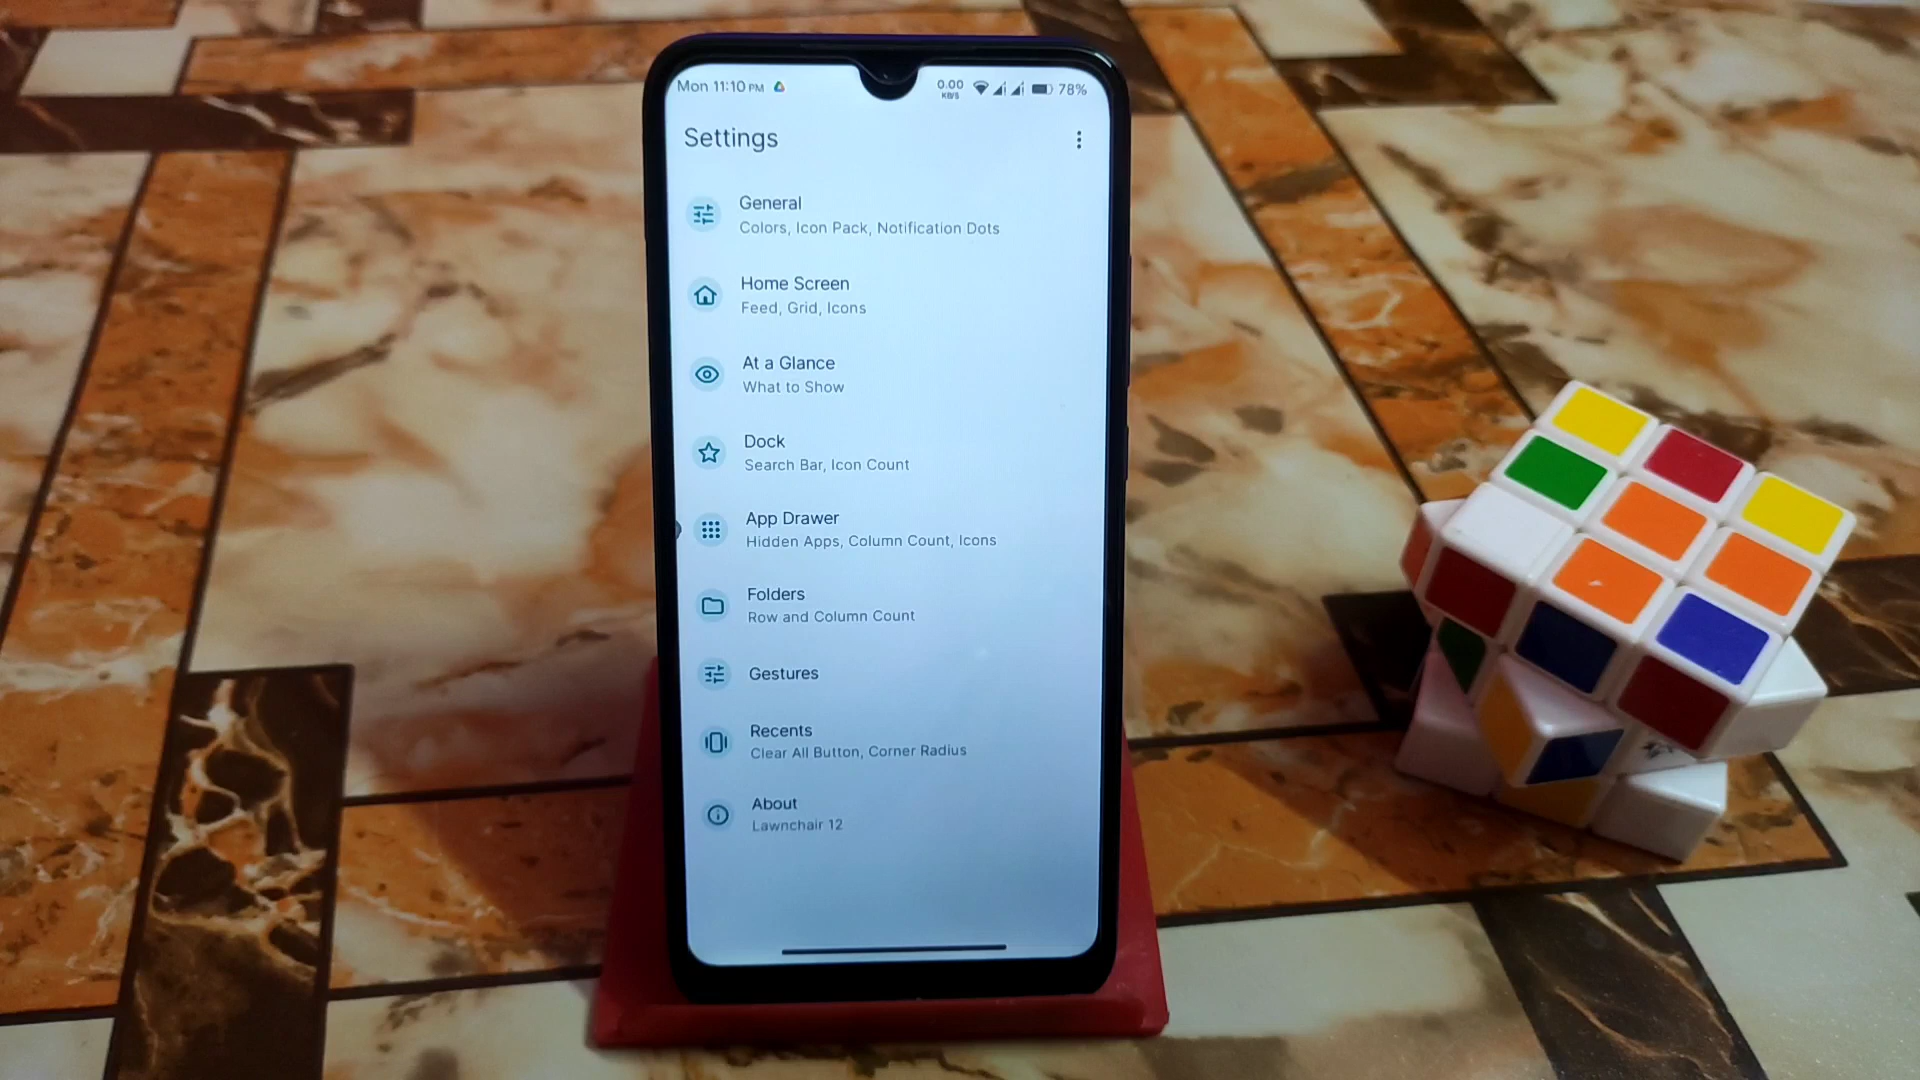 Mon 11:10 PM 0.00 KB/S 78%
Settings
General
Colors, Icon Pack, Notification Dots
Home Screen
Feed, Grid, Icons
At a Glance
What to Show
Dock
Search Bar, Icon Count
App Drawer
Hidden Apps, Column Count, Icons
Folders
Row and Column Count
Gestures
Recents
Clear All Button, Corner Radius
About
Lawnchair 12